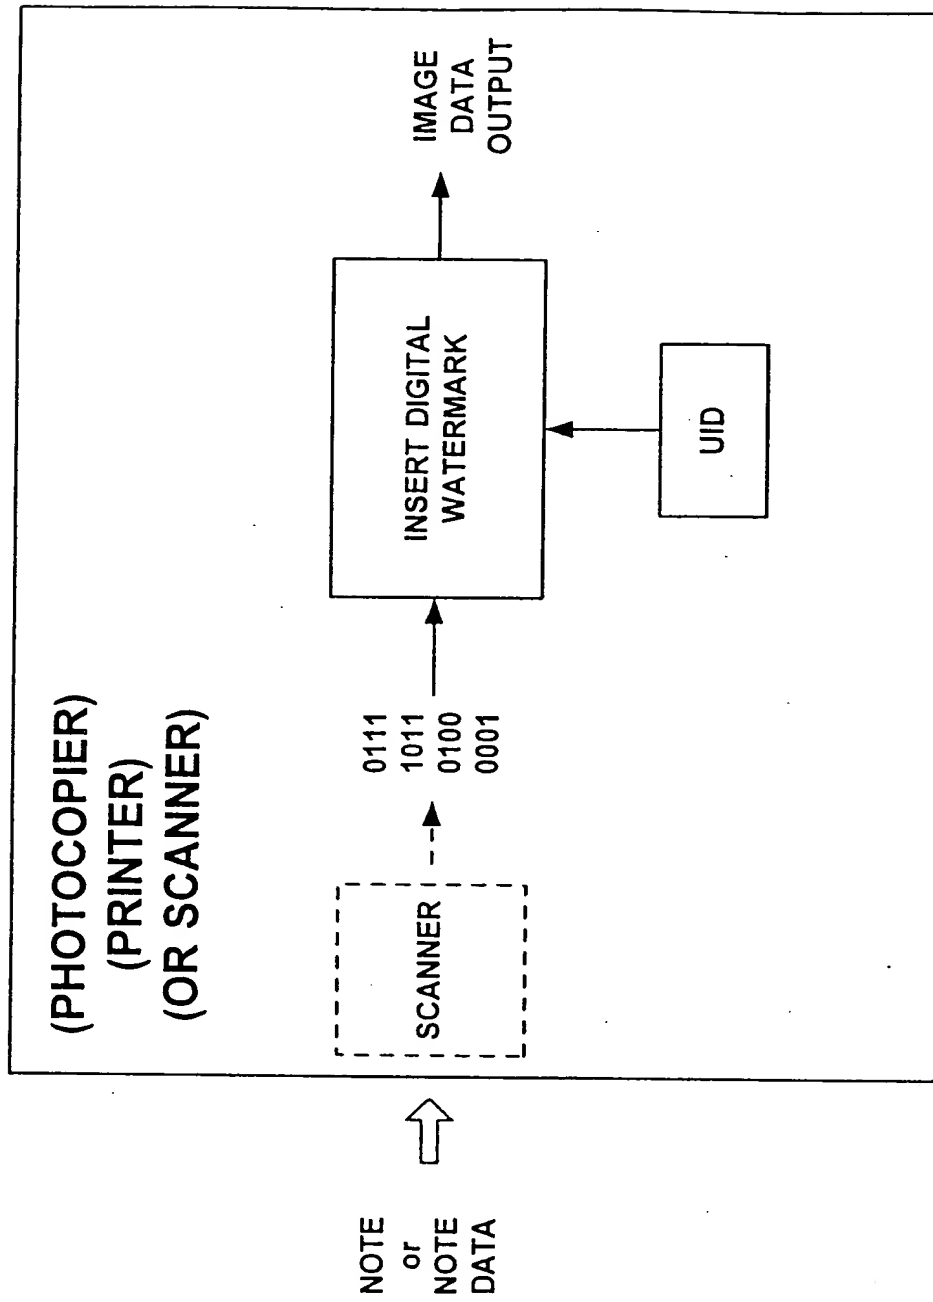 (PHOTOCOPIER)
(PRINTER)
(OR SCANNER)
NOTE
or
NOTE
DATA
SCANNER
0111
1011
0100
0001
INSERT DIGITAL
WATERMARK
UID
IMAGE
DATA
OUTPUT